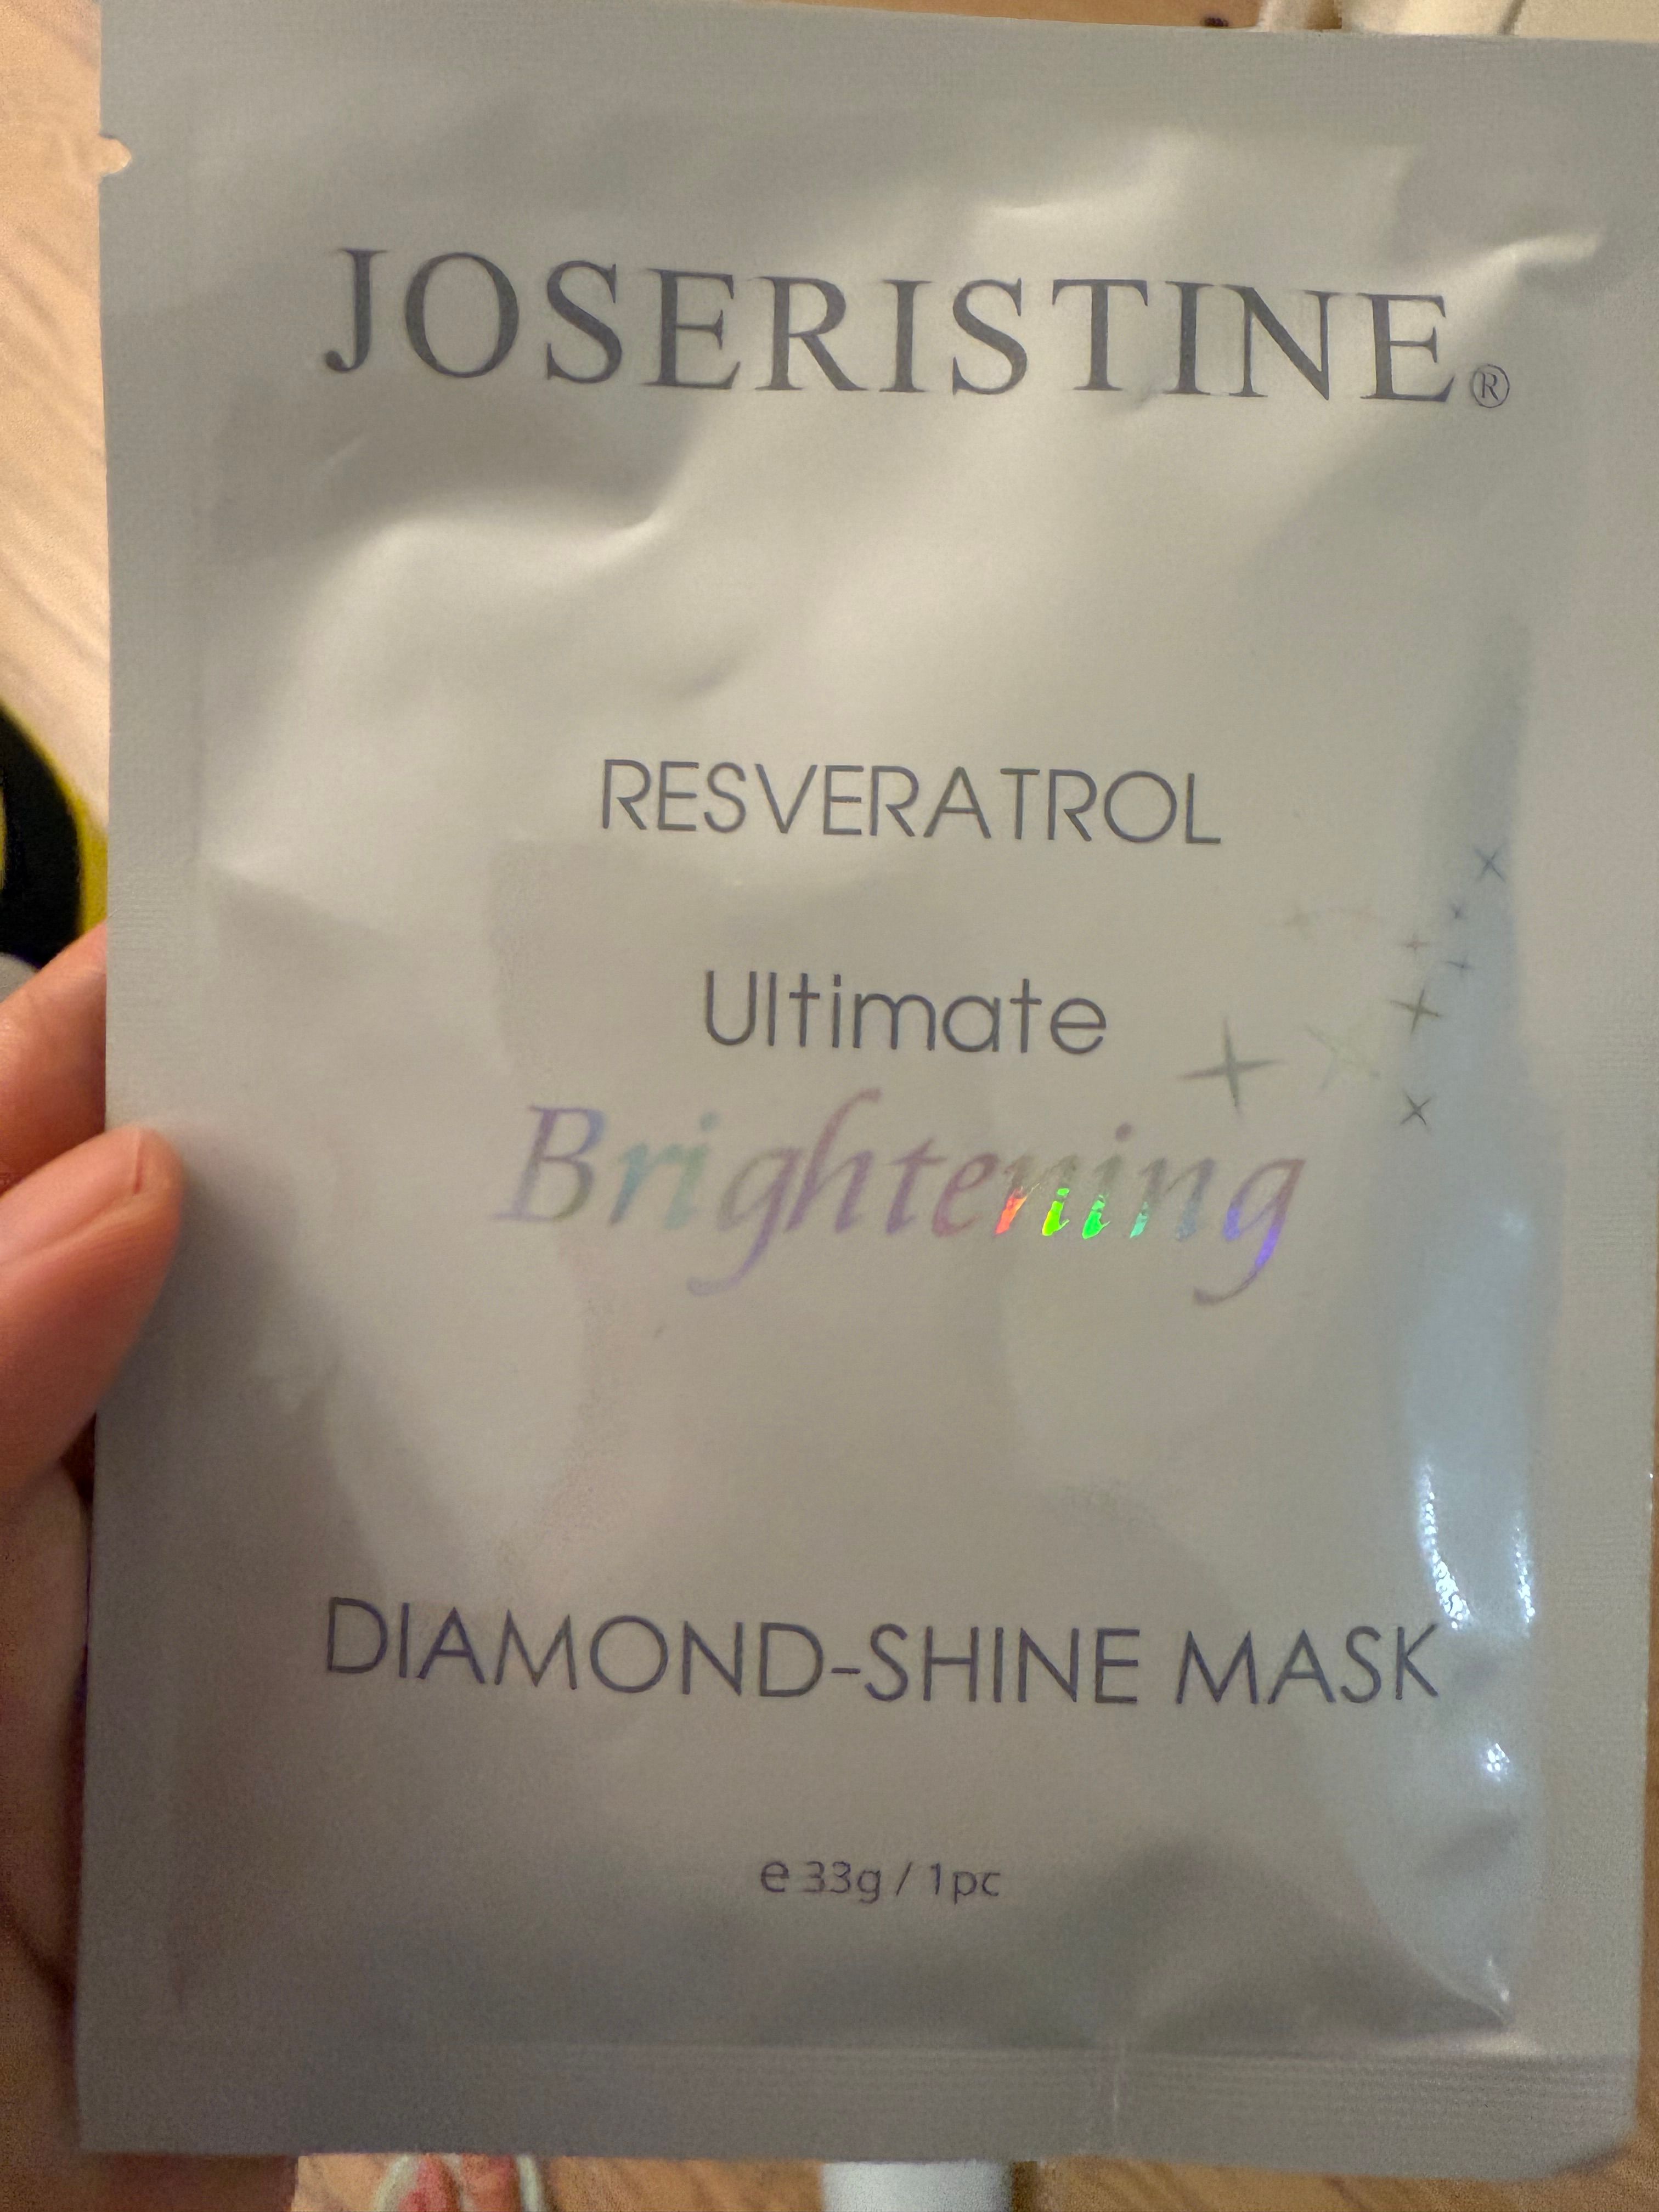 JOSERISTINE®
RESVERATROL
Ultimate
Brightening
DIAMOND-SHINE MASK
℮ 33g / 1pc